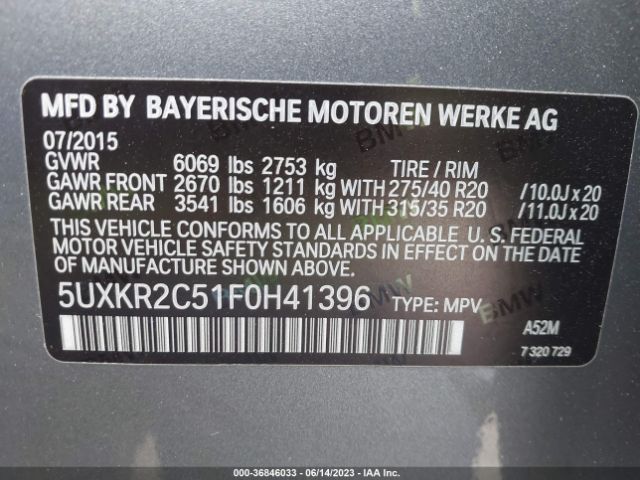 MFD BY BAYERISCHE MOTOREN WERKE AG
07/2015
GVWR 6069 lbs 2753 kg TIRE / RIM
GAWR FRONT 2670 lbs 1211 kg WITH 275/40 R20 /10.0J x 20
GAWR REAR 3541 lbs 1606 kg WITH 315/35 R20 /11.0J x 20
THIS VEHICLE CONFORMS TO ALL APPLICABLE U. S. FEDERAL
MOTOR VEHICLE SAFETY STANDARDS IN EFFECT ON THE DATE
OF MANUFACTURE SHOWN ABOVE.
5UXKR2C51F0H41396 TYPE: MPV
A52M
7 320 729
000-36846033 - 06/14/2023 - IAA Inc.